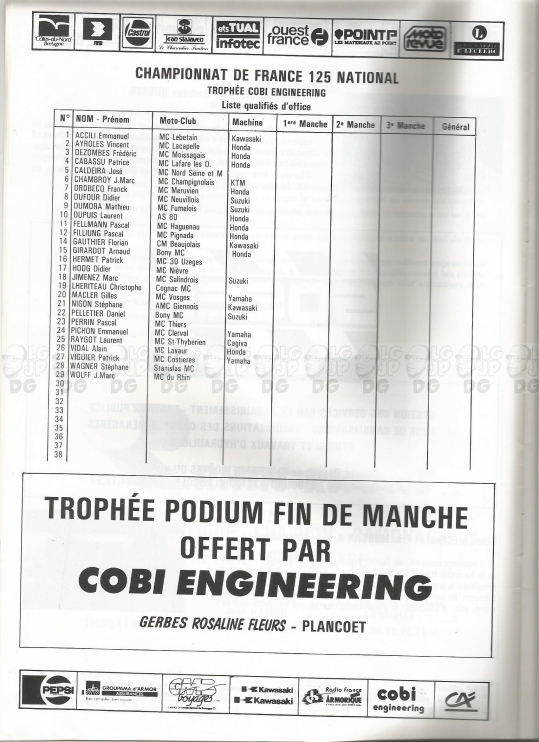 Côtes-du-Nord
Bretagne
Castrol
Jean Stalaven
Le Charcutier Traiteur
ets TUAL
infotec
ouest
france
POINT P
LES MATERIAUX AU POINT
moto
revue
L
E.LECLERC
CHAMPIONNAT DE FRANCE 125 NATIONAL
TROPHÉE COBI ENGINEERING
Liste qualifiés d'office
N° NOM - Prénom Moto-Club Machine 1ere Manche 2e Manche 3e Manche Général
1 ACCILI Emmanuel MC Lebetain Kawasaki
2 AYROLES Vincent MC Lacapelle Honda
3 DEZOMBES Frédéric MC Moissagais Honda
4 CABASSU Patrice MC Lafare les O. Honda
5 CALDEIRA José MC Nord Seine et M
6 CHAMBROY J.Marc MC Champignolais KTM
7 DROBECQ Franck MC Meruvien Honda
8 DUFOUR Didier MC Neuvillois Suzuki
9 DUMORA Mathieu MC Fumelois Suzuki
10 DUPUIS Laurent AS 80 Honda
11 FELLMANN Pascal MC Haguenau Honda
12 FILLIUNG Pascal MC Pignada Honda
14 GAUTHIER Florian CM Beaujolais Kawasaki
15 GIRARDOT Arnaud Bony MC Honda
16 HERMET Patrick MC 30 Uzeges
17 HOOG Didier MC Nièvre
18 JIMENEZ Marc MC Salindrois Suzuki
19 LHERITEAU Christophe Cognac MC
20 MACLER Gilles MC Vosges Yamaha
21 NIGON Stéphane AMC Giennois Kawasaki
22 PELLETIER Daniel Bony MC Suzuki
23 PERRIN Pascal MC Thiers
24 PICHON Emmanuel MC Clerval Yamaha
25 RAYGOT Laurent MC St-Thyberien Cagiva
26 VIDAL Alain MC Lavaur Honda
27 VIGUIER Patrick MC Costieres Yamaha
28 WAGNER Stéphane Stanislas MC
29 WOLFF J.Marc MC du Rhin
30
31
32
33
34
35
36
37
38
TROPHÉE PODIUM FIN DE MANCHE
OFFERT PAR
COBI ENGINEERING
GERBES ROSALINE FLEURS - PLANCOET
PEPSI
GROUPAMA D'ARMOR
ASSURANCES
voyages
Kawasaki
Kawasaki
Radio france
ARMORIQUE
cobi
engineering
CA